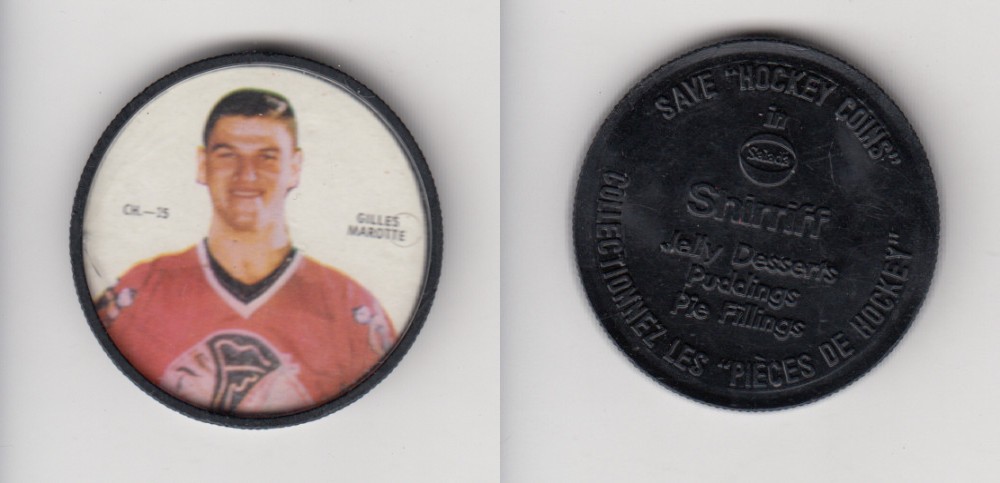 CH.—15
GILLES
MAROTTE
SAVE "HOCKEY COINS"
in
Salada
Shirriff
Jelly Desserts
Puddings
Pie Fillings
COLLECTIONNEZ LES "PIÈCES DE HOCKEY"